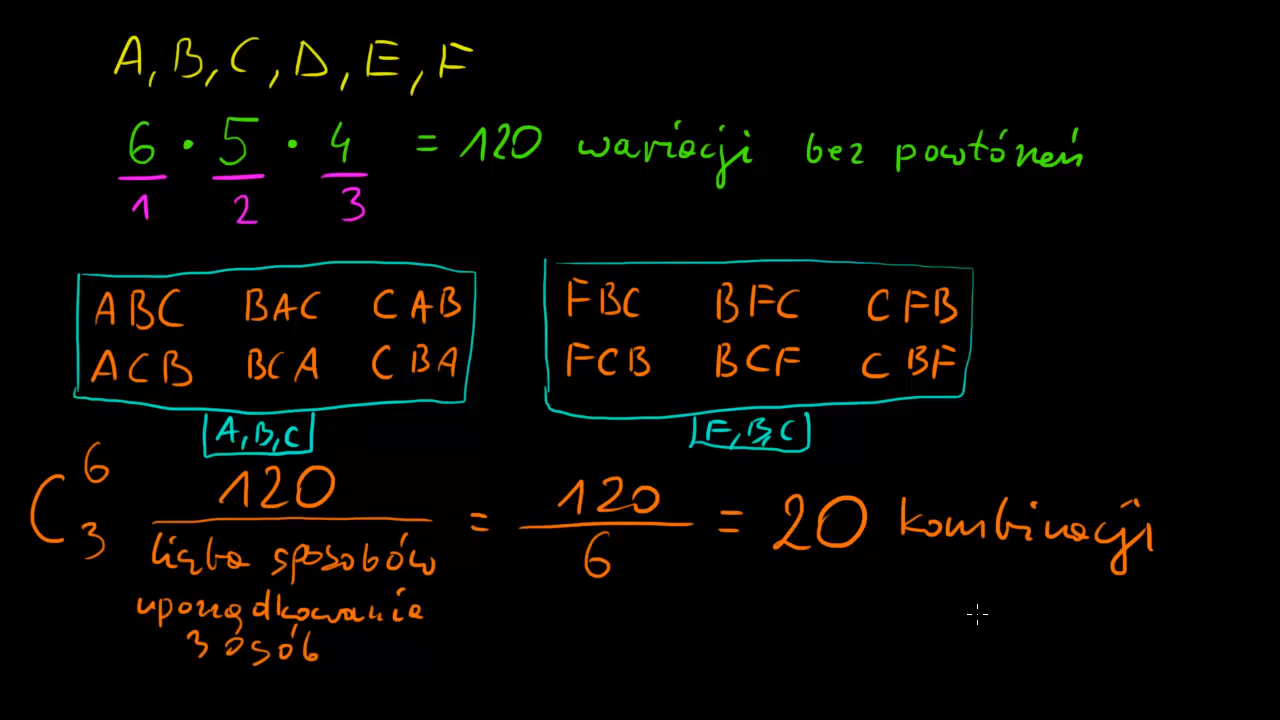 A, B, C, D, E, F
6 · 5 · 4 = 120 wariacji bez powtórzeń
1 2 3
ABC BAC CAB FBC BFC CFB
ACB BCA CBA FCB BCF CBF
A,B,C F,B,C
C 6 3 120 = 120 / 6 = 20 kombinacji
liczba sposobów
uporządkowania
3 osób